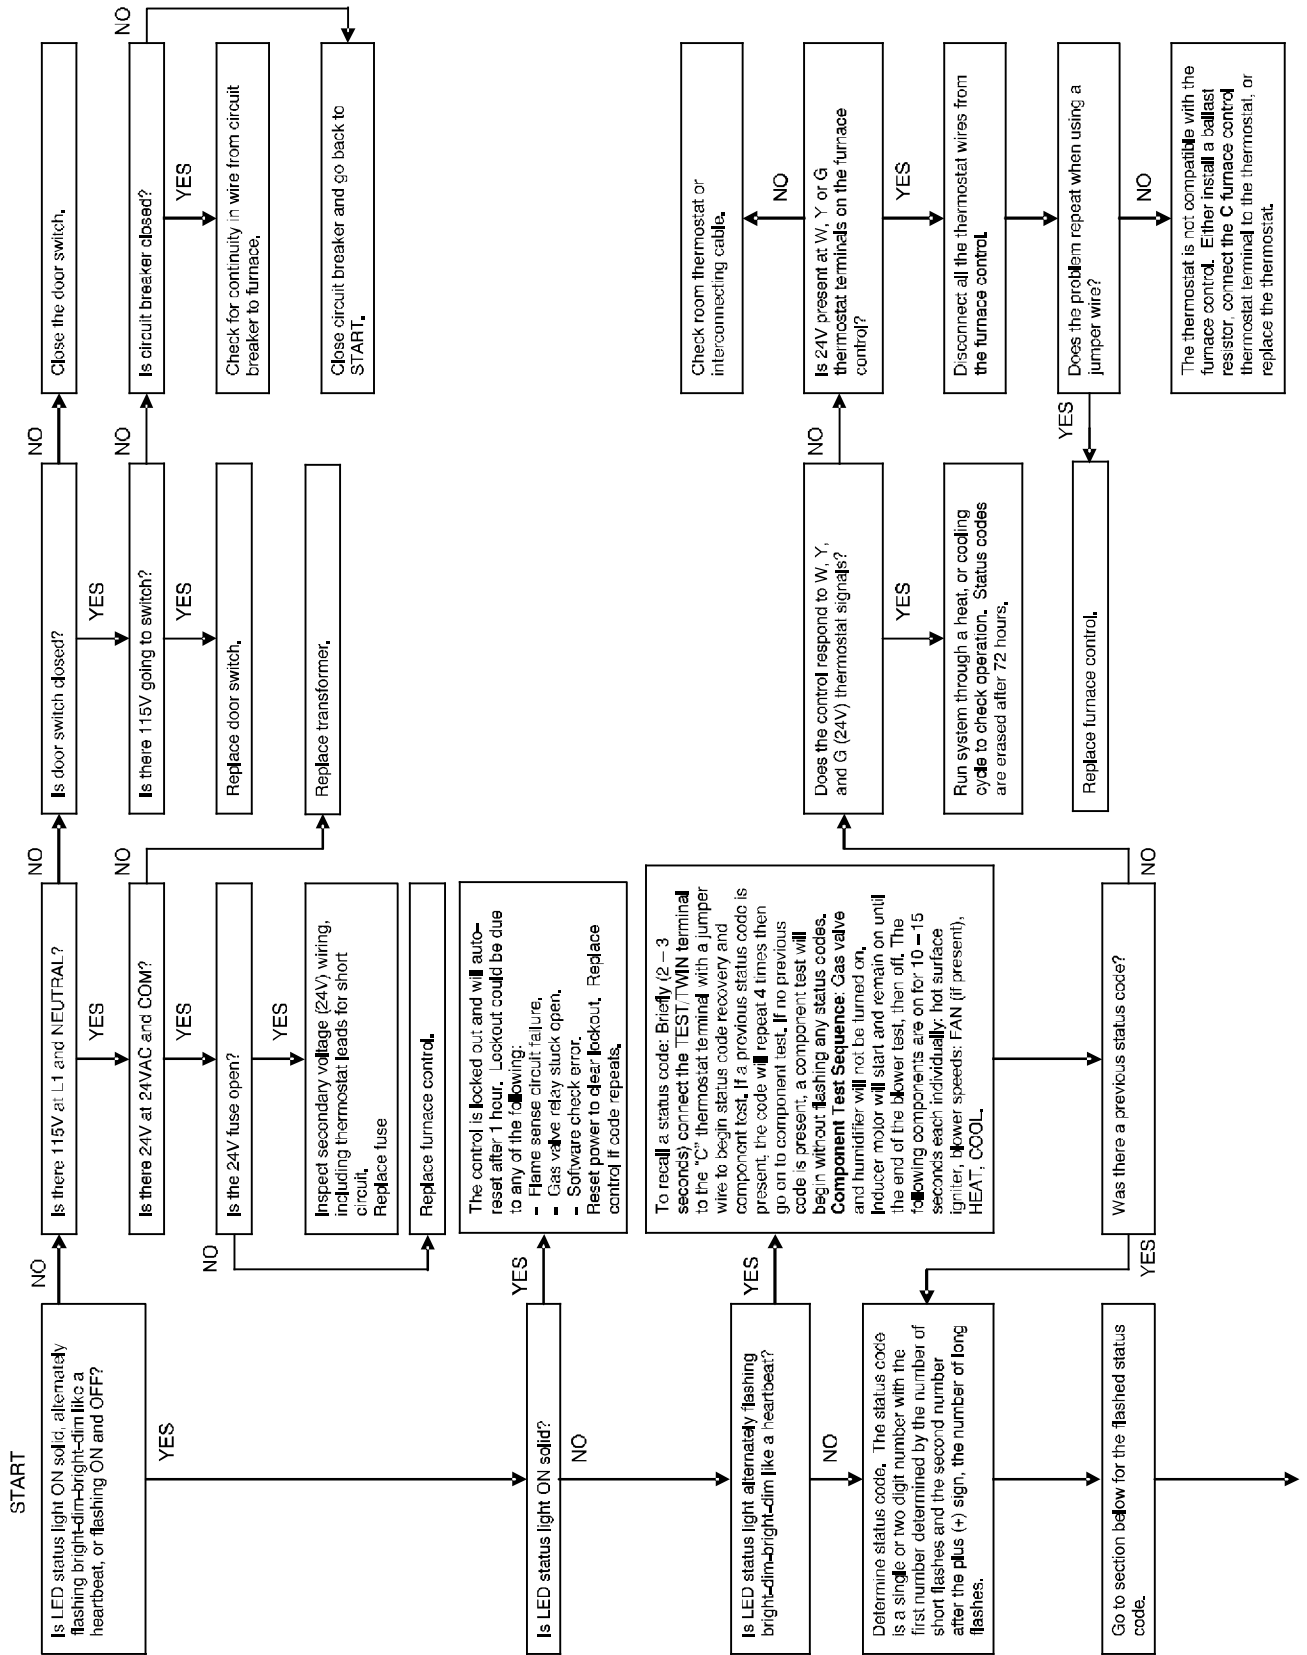 START
Is LED status light ON solid, alternately
flashing bright-dim-bright-dim like a
heartbeat, or flashing ON and OFF?
NO
YES
Is there 115V at L1 and NEUTRAL?
NO
YES
Is door switch closed?
NO
YES
Close the door switch.
Is there 24V at 24VAC and COM?
NO
YES
Is there 115V going to switch?
NO
YES
Is circuit breaker closed?
NO
YES
Is the 24V fuse open?
NO
YES
Replace door switch.
Check for continuity in wire from circuit
breaker to furnace.
Inspect secondary voltage (24V) wiring,
including thermostat leads for short
circuit.
Replace fuse
Replace transformer.
Close circuit breaker and go back to
START.
Replace furnace control.
Is LED status light ON solid?
YES
NO
The control is locked out and will auto-
reset after 1 hour. Lockout could be due
to any of the following:
- Flame sense circuit failure.
- Gas valve relay stuck open.
- Software check error.
Reset power to clear lockout. Replace
control if code repeats.
Is LED status light alternately flashing
bright-dim-bright-dim like a heartbeat?
YES
NO
To recall a status code: Briefly (2 – 3
seconds) connect the TEST/TWIN terminal
to the "C" thermostat terminal with a jumper
wire to begin status code recovery and
component test. If a previous status code is
present, the code will repeat 4 times then
go on to component test. If no previous
code is present, a component test will
begin without flashing any status codes.
Component Test Sequence: Gas valve
and humidifier will not be turned on.
Inducer motor will start and remain on until
the end of the blower test, then off. The
following components are on for 10 – 15
seconds each individually: hot surface
igniter, blower speeds: FAN (if present),
HEAT, COOL.
Determine status code. The status code
is a single or two digit number with the
first number determined by the number of
short flashes and the second number
after the plus (+) sign, the number of long
flashes.
Was there a previous status code?
YES
NO
Go to section below for the flashed status
code.
Does the control respond to W, Y,
and G (24V) thermostat signals?
NO
YES
Run system through a heat, or cooling
cycle to check operation. Status codes
are erased after 72 hours.
Check room thermostat or
interconnecting cable.
NO
Is 24V present at W, Y or G
thermostat terminals on the furnace
control?
YES
Disconnect all the thermostat wires from
the furnace control.
Does the problem repeat when using a
jumper wire?
YES
NO
Replace furnace control.
The thermostat is not compatible with the
furnace control. Either install a ballast
resistor, connect the C furnace control
thermostat terminal to the thermostat, or
replace the thermostat.